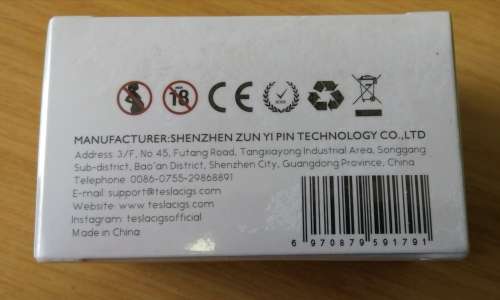 18
CE
MANUFACTURER:SHENZHEN ZUN YI PIN TECHNOLOGY CO.,LTD
Address: 3/F, No 45, Futang Road, Tangxiayong Industrial Area, Songgang
Sub-district, Bao'an District, Shenzhen City, Guangdong Province, China
Telephone: 0086-0755-29868891
E-mail: support@teslacigs.com
Website: www.teslacigs.com
Instagram: teslacigsofficial
Made in China:
6 970879 591791